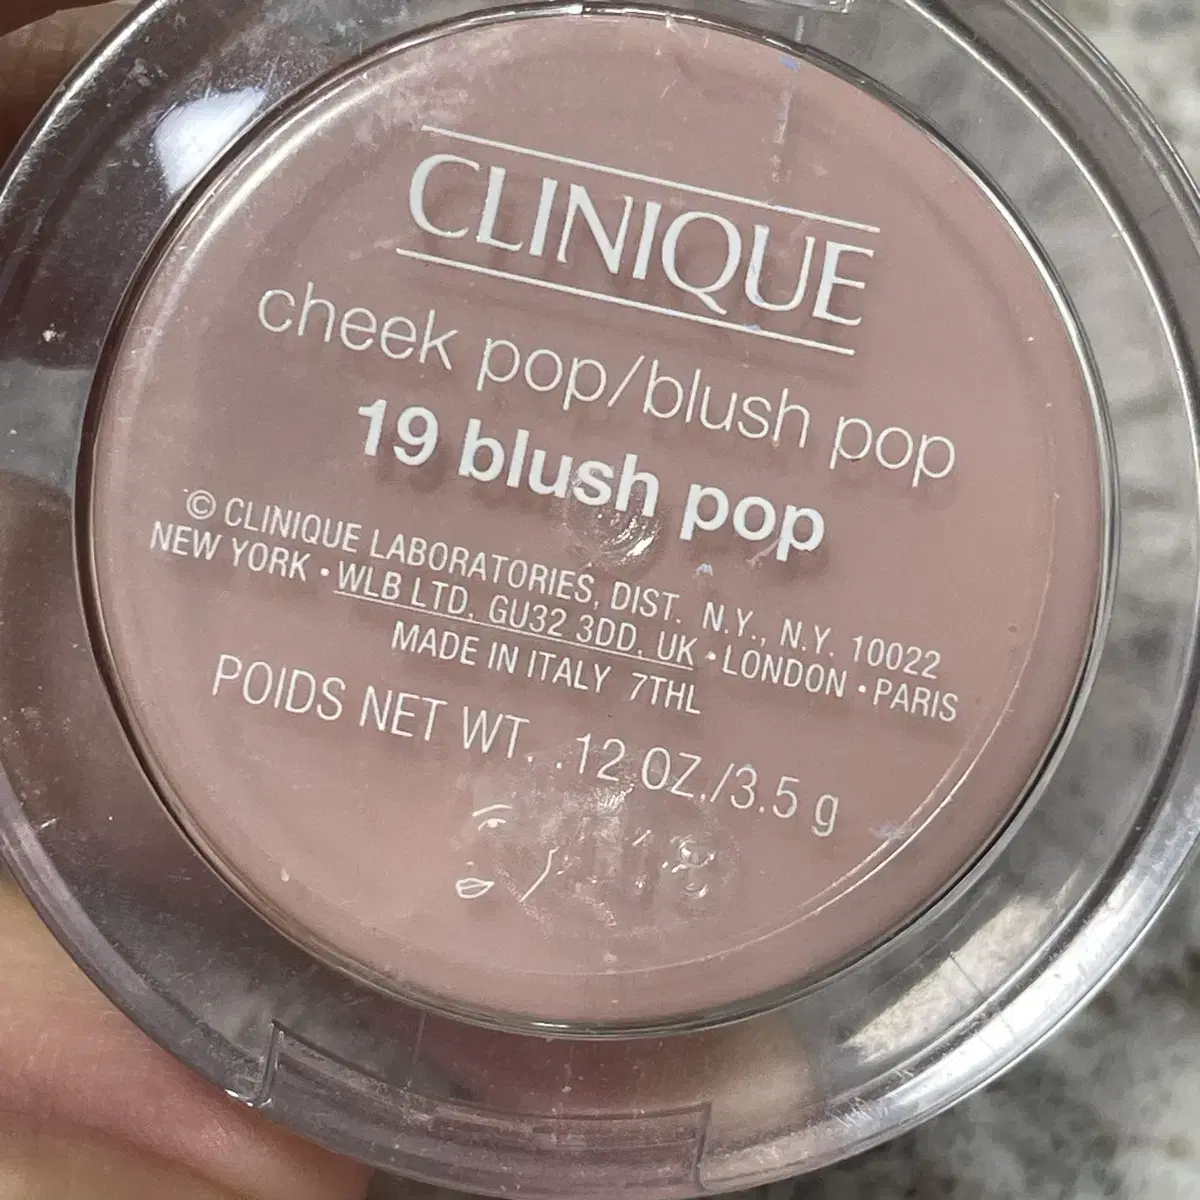 CLINIQUE
cheek pop/blush pop
19 blush pop
© CLINIQUE LABORATORIES, DIST. N.Y., N.Y. 10022
NEW YORK • WLB LTD. GU32 3DD, UK • LONDON • PARIS
MADE IN ITALY 7THL
POIDS NET WT. .12 OZ./3.5 g